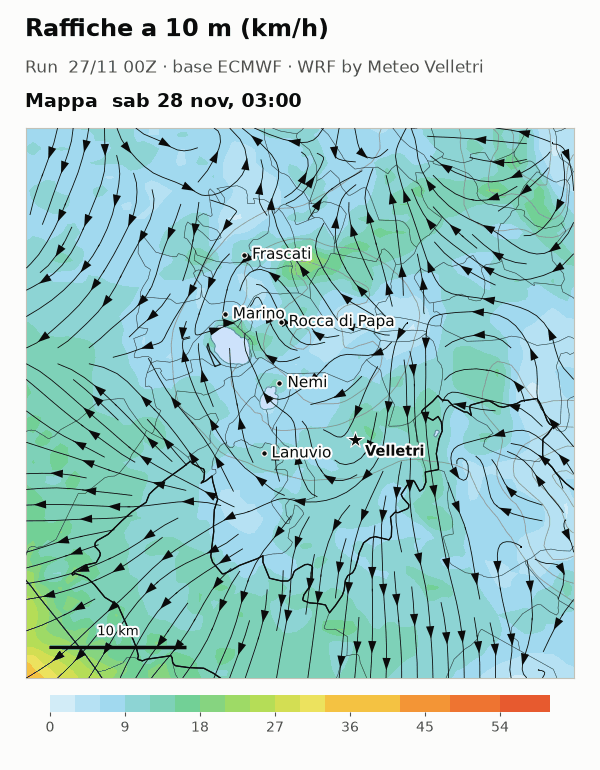 Raffiche a 10 m (km/h)
Run  27/11 00Z · base ECMWF · WRF by Meteo Velletri
Mappa  sab 28 nov, 03:00
Frascati
Marino
Rocca di Papa
Nemi
Lanuvio
Velletri
10 km
0 9 18 27 36 45 54